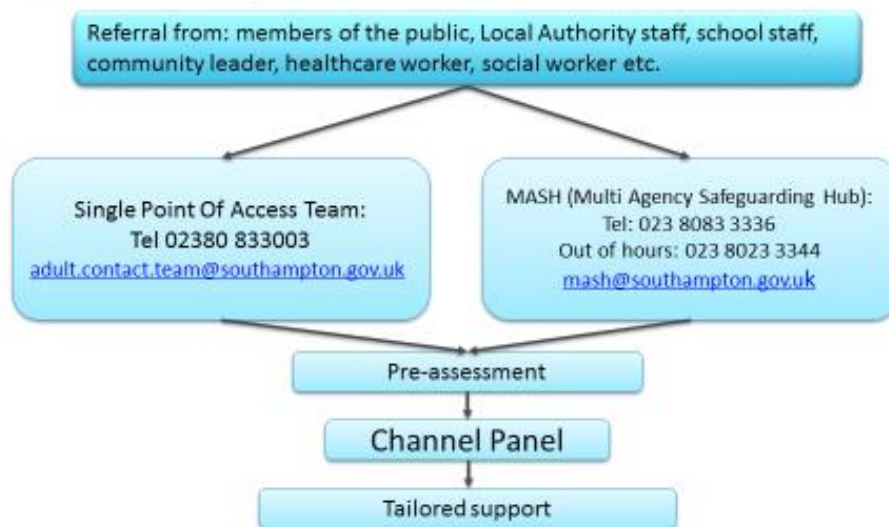 Referral from: members of the public, Local Authority staff, school staff,
community leader, healthcare worker, social worker etc.
Single Point Of Access Team:
Tel 02380 833003
adult.contact.team@southampton.gov.uk
MASH (Multi Agency Safeguarding Hub):
Tel: 023 8083 3336
Out of hours: 023 8023 3344
mash@southampton.gov.uk
Pre-assessment
Channel Panel
Tailored support